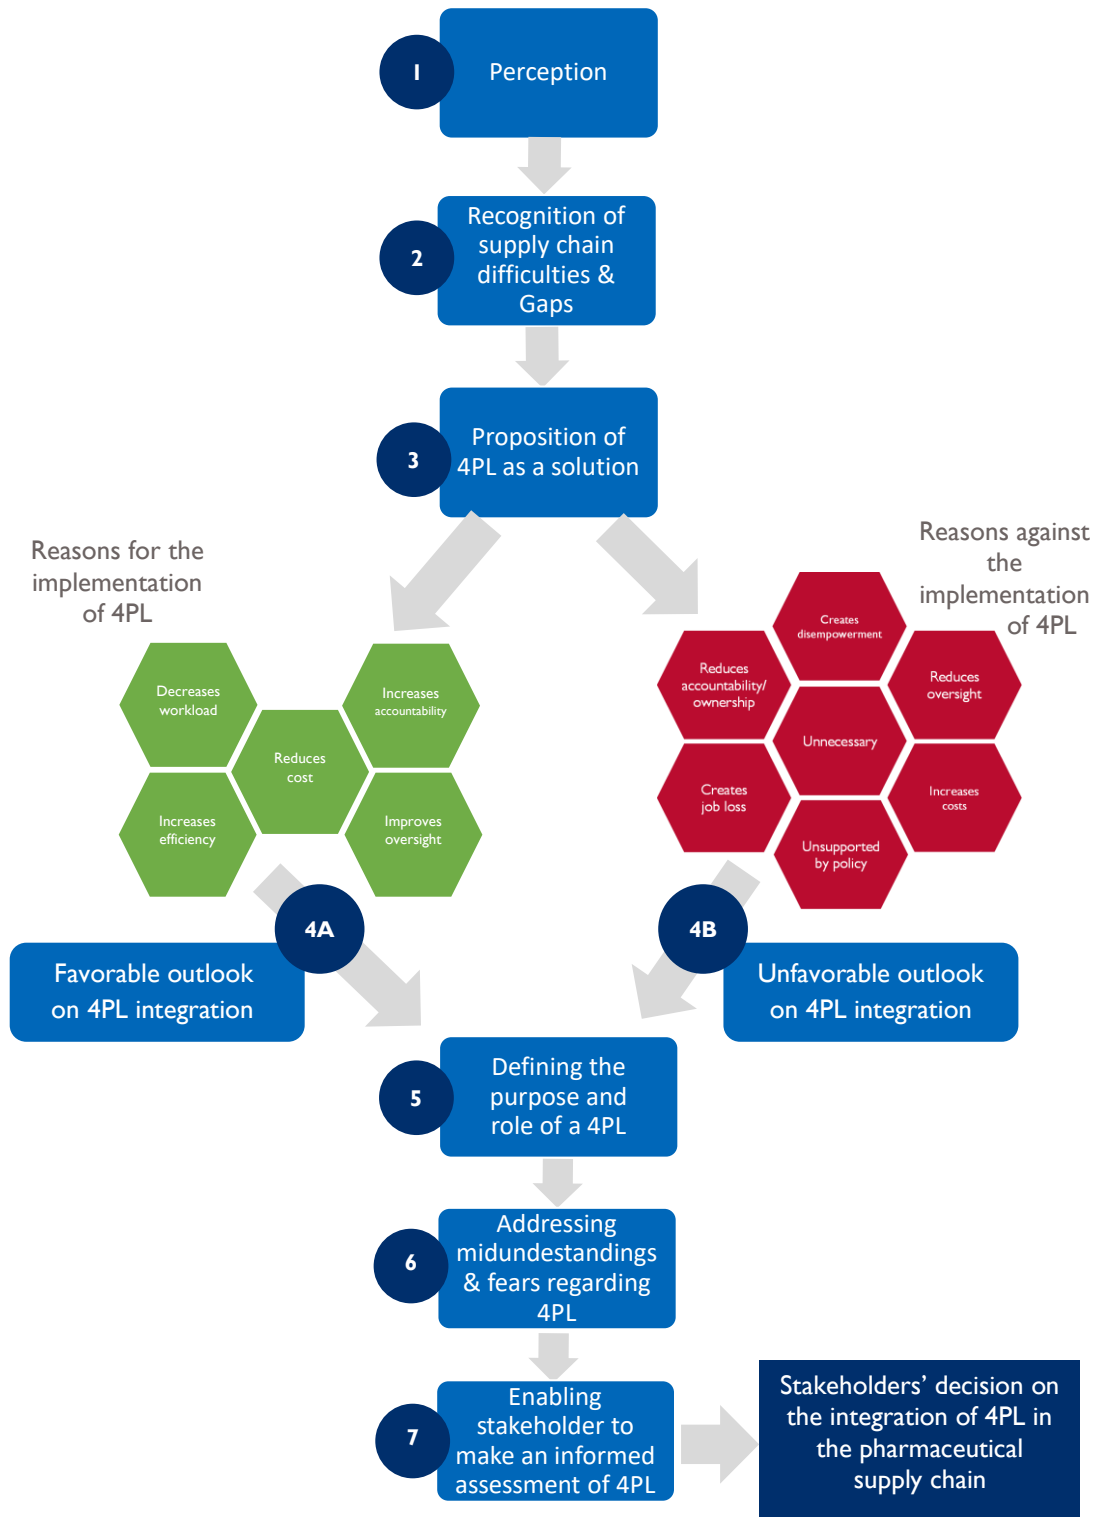 1
Perception
2
Recognition of
supply chain
difficulties &
Gaps
3
Proposition of
4PL as a solution
Reasons for the
implementation
of 4PL
Reasons against
the
implementation
of 4PL
Decreases
workload
Increases
accountability
Reduces
cost
Increases
efficiency
Improves
oversight
Creates
disempowerment
Reduces
accountability/
ownership
Reduces
oversight
Unnecessary
Creates
job loss
Increases
costs
Unsupported
by policy
4A
Favorable outlook
on 4PL integration
4B
Unfavorable outlook
on 4PL integration
5
Defining the
purpose and
role of a 4PL
6
Addressing
midundestandings
& fears regarding
4PL
7
Enabling
stakeholder to
make an informed
assessment of 4PL
Stakeholders’ decision on
the integration of 4PL in
the pharmaceutical
supply chain